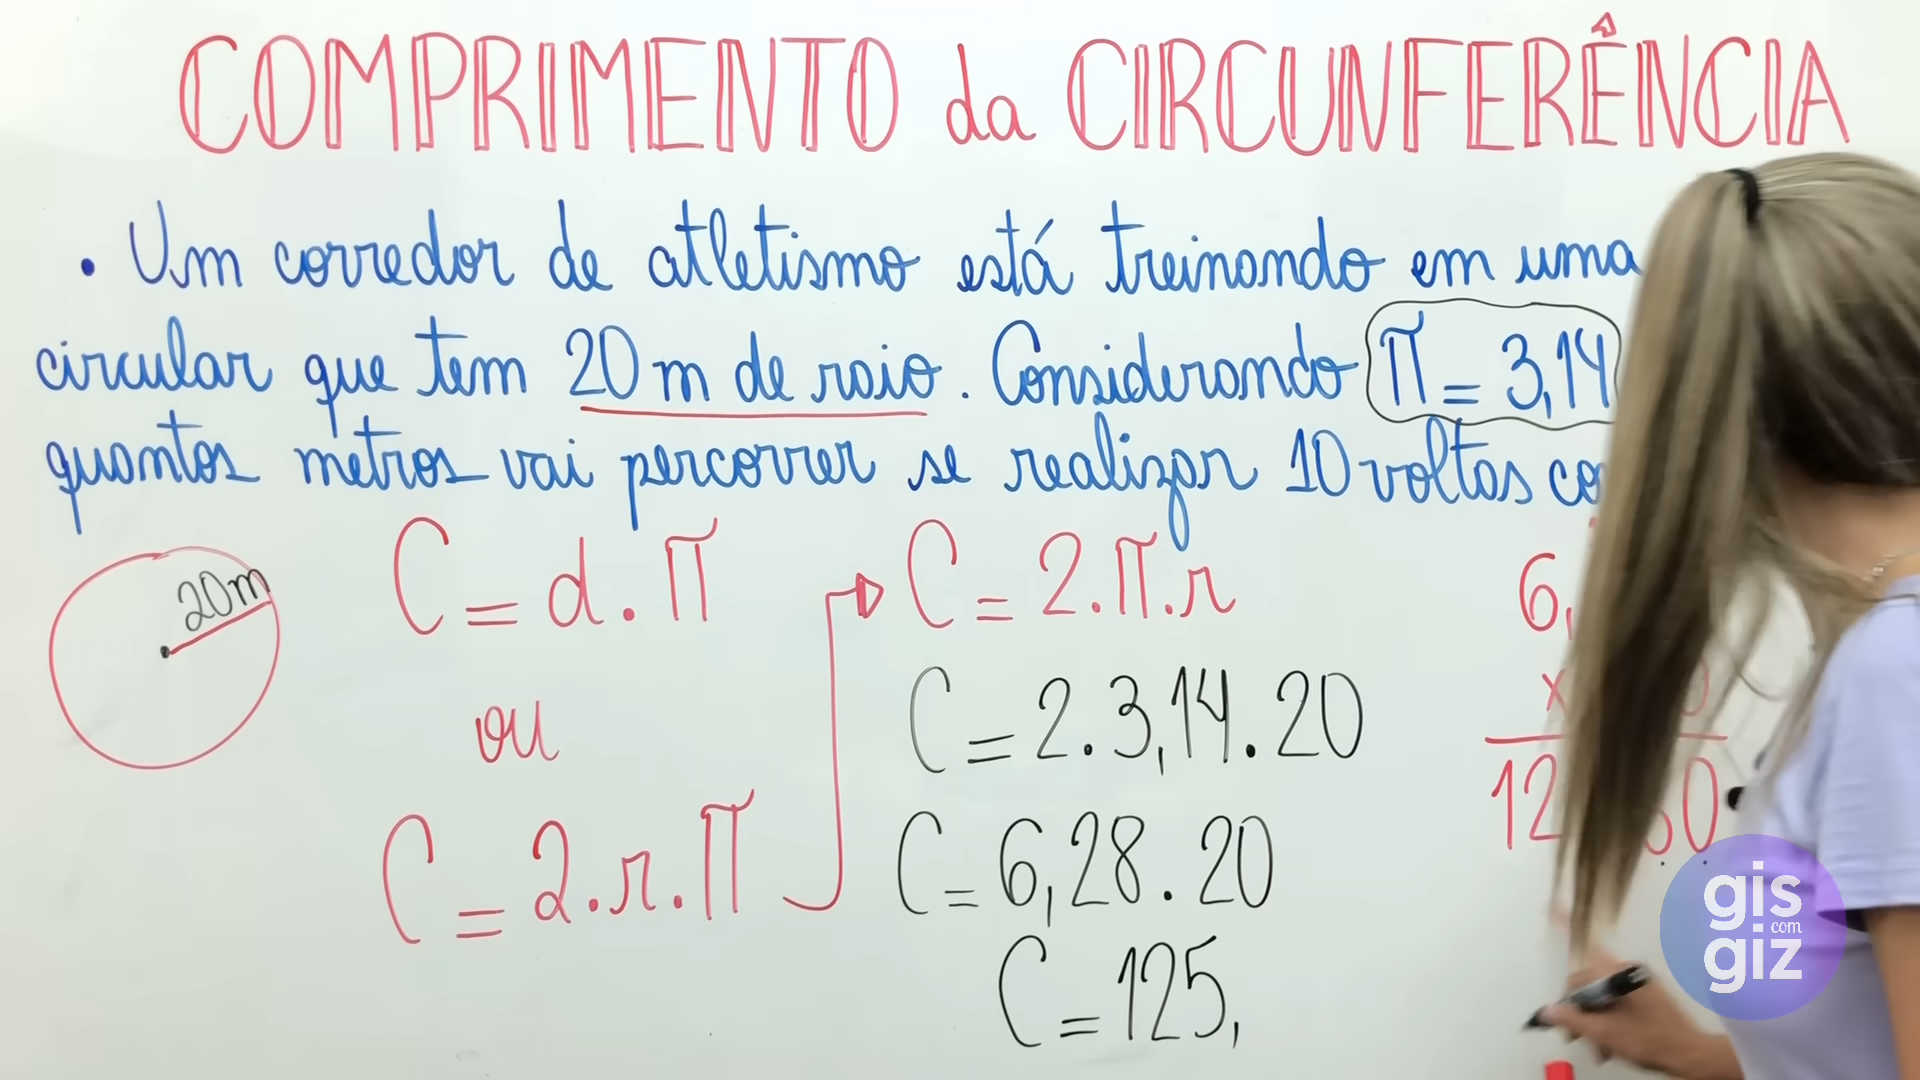 COMPRIMENTO da CIRCUNFERÊNCIA
• Um corredor de atletismo está treinando em uma
circular que tem 20 m de raio. Considerando π = 3,14
quantos metros vai percorrer se realizar 10 voltas
20m
C = d . π
ou
C = 2 . r . π
C = 2 . π . r
C = 2 . 3,14 . 20
C = 6,28 . 20
C = 125,
6,
x
gis
com
giz